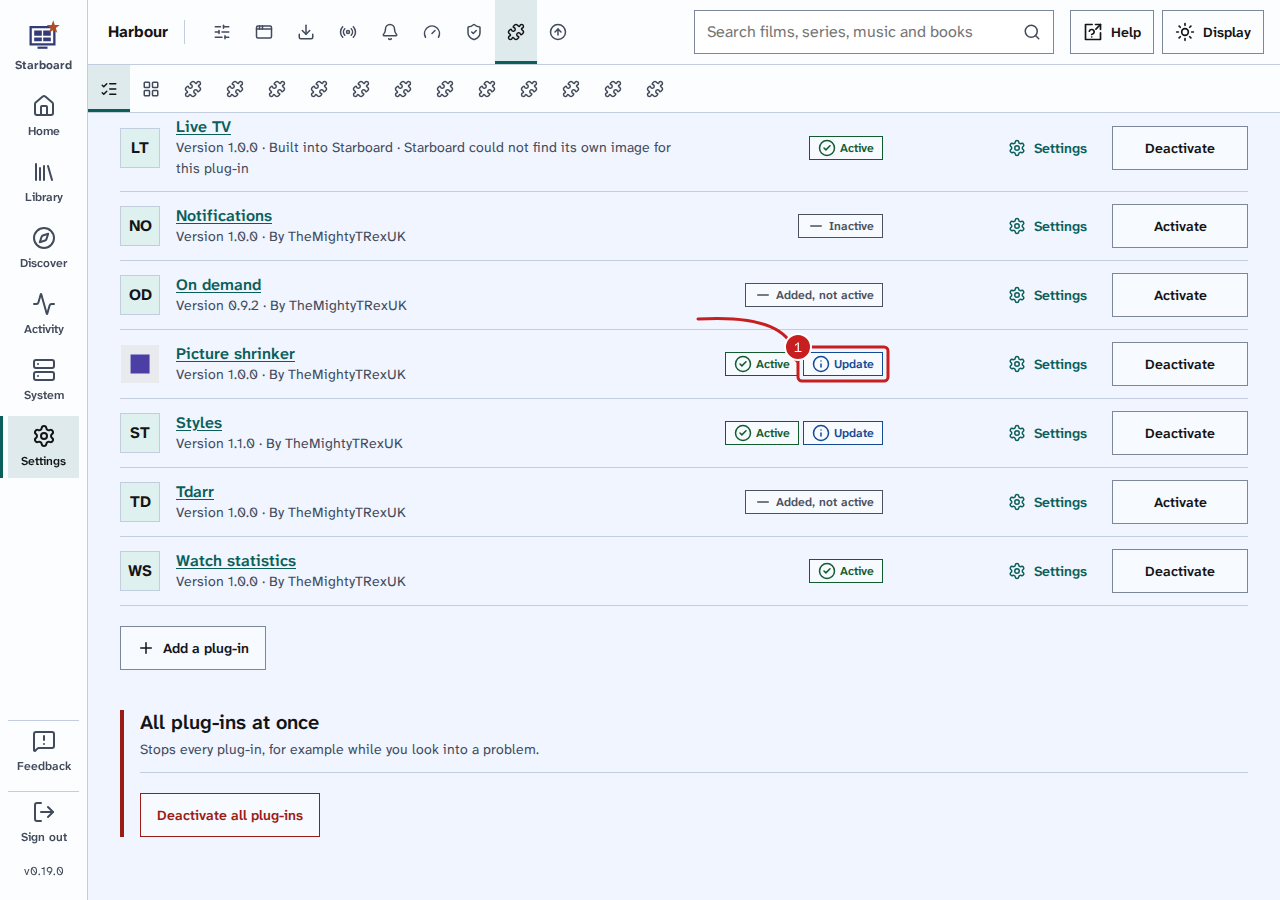 Starboard
Home
Library
Discover
Activity
System
Settings
Feedback
Sign out
v0.19.0
Harbour
Search films, series, music and books
Help
Display
LT
Live TV
Version 1.0.0 · Built into Starboard · Starboard could not find its own image for
this plug-in
Active
Settings
Deactivate
NO
Notifications
Version 1.0.0 · By TheMightyTRexUK
Inactive
Settings
Activate
OD
On demand
Version 0.9.2 · By TheMightyTRexUK
Added, not active
Settings
Activate
Picture shrinker
Version 1.0.0 · By TheMightyTRexUK
Active
1
Update
Settings
Deactivate
ST
Styles
Version 1.1.0 · By TheMightyTRexUK
Active
Update
Settings
Deactivate
TD
Tdarr
Version 1.0.0 · By TheMightyTRexUK
Added, not active
Settings
Activate
WS
Watch statistics
Version 1.0.0 · By TheMightyTRexUK
Active
Settings
Deactivate
Add a plug-in
All plug-ins at once
Stops every plug-in, for example while you look into a problem.
Deactivate all plug-ins